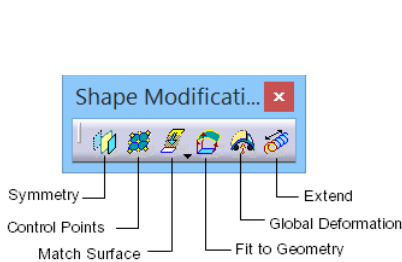 Shape Modificati...
Symmetry
Extend
Control Points
Global Deformation
Match Surface
Fit to Geometry